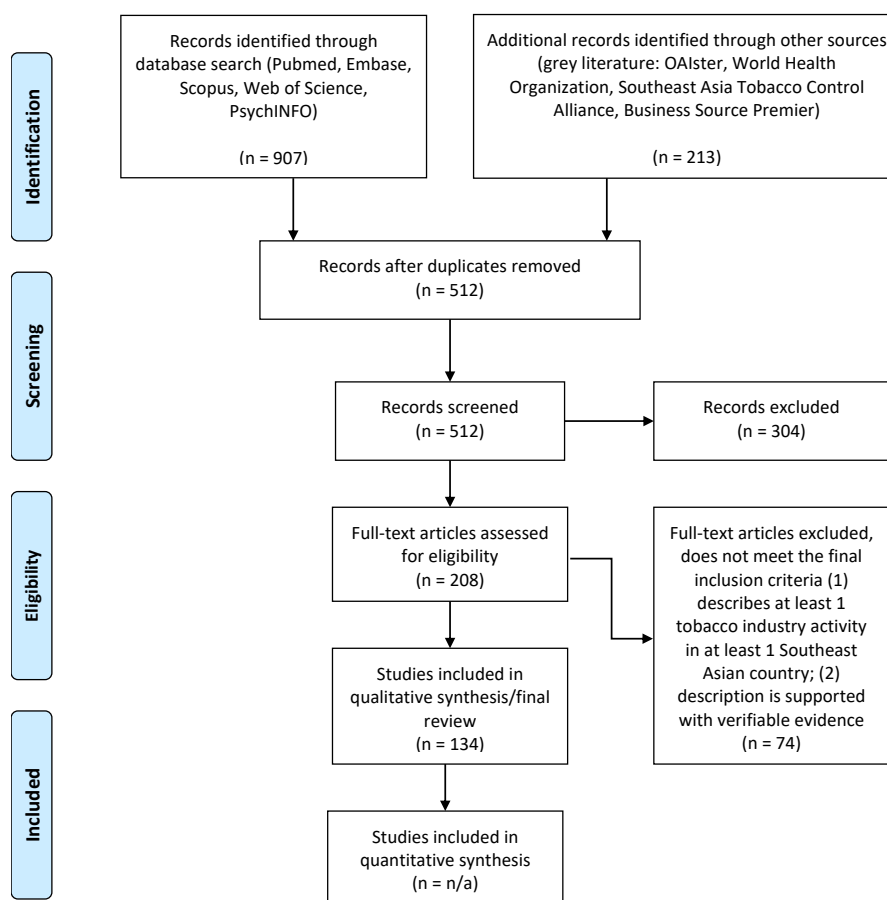 Records identified through
database search (Pubmed, Embase,
Scopus, Web of Science,
PsychINFO)
(n = 907)
Additional records identified through other sources
(grey literature: OAIster, World Health
Organization, Southeast Asia Tobacco Control
Alliance, Business Source Premier)
(n = 213)
Identification
Records after duplicates removed
(n = 512)
Screening
Records screened
(n = 512)
Records excluded
(n = 304)
Eligibility
Full-text articles assessed
for eligibility
(n = 208)
Full-text articles excluded,
does not meet the final
inclusion criteria (1)
describes at least 1
tobacco industry activity
in at least 1 Southeast
Asian country; (2)
description is supported
with verifiable evidence
(n = 74)
Studies included in
qualitative synthesis/final
review
(n = 134)
Included
Studies included in
quantitative synthesis
(n = n/a)